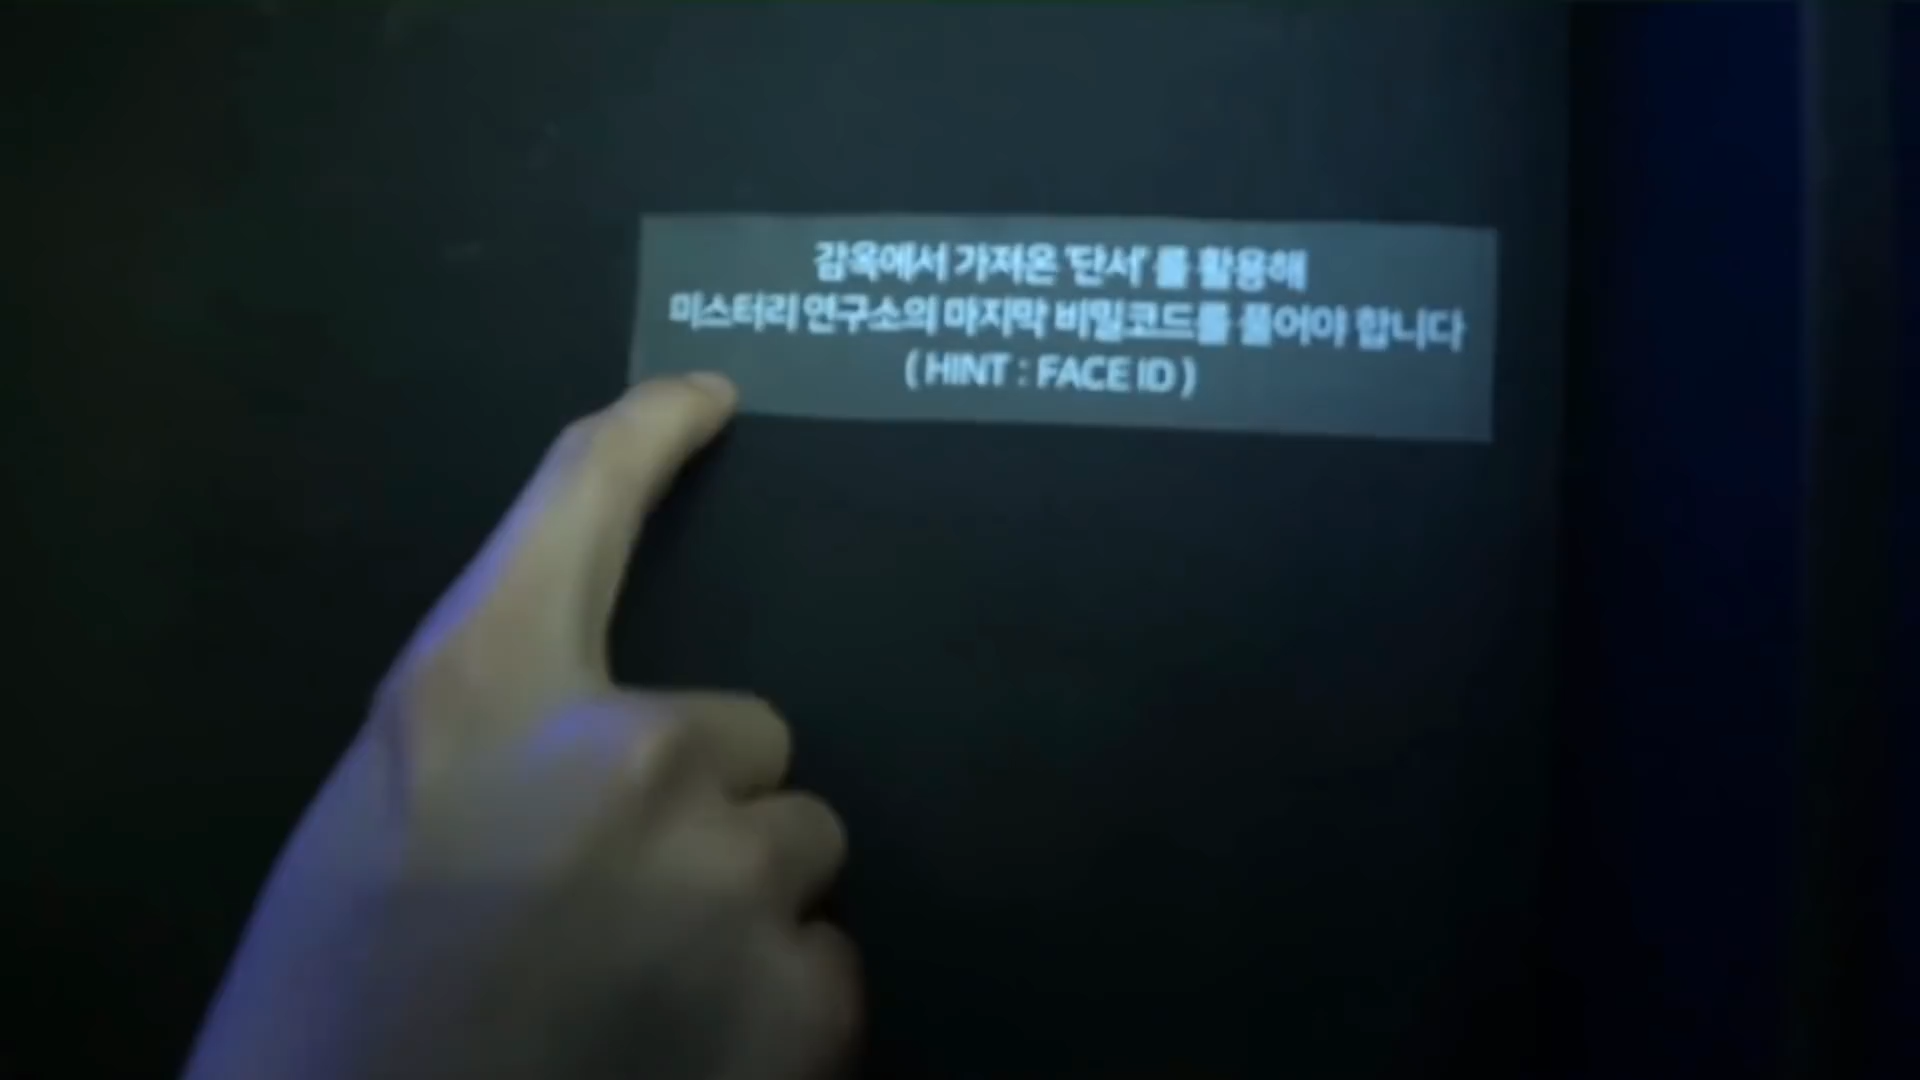 감옥에서 가져온 '단서' 를 활용해
미스터리 연구소의 마지막 비밀코드를 풀어야 합니다
( HINT : FACE ID )